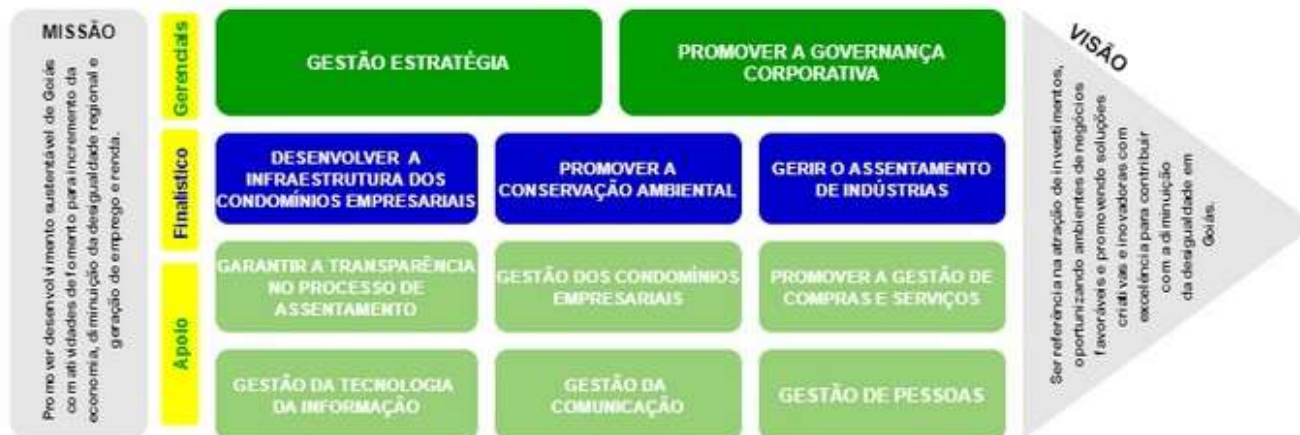 MISSÃO
Promover desenvolvimento sustentável de Goiás
com atividades de fomento para incremento da
economia, diminuição da desigualdade regional e
geração de emprego e renda.
Gerenciais
GESTÃO ESTRATÉGIA
PROMOVER A GOVERNANÇA
CORPORATIVA
Finalístico
DESENVOLVER A
INFRAESTRUTURA DOS
CONDOMÍNIOS EMPRESARIAIS
PROMOVER A
CONSERVAÇÃO AMBIENTAL
GERIR O ASSENTAMENTO
DE INDÚSTRIAS
Apoio
GARANTIR A TRANSPARÊNCIA
NO PROCESSO DE
ASSENTAMENTO
GESTÃO DOS CONDOMÍNIOS
EMPRESARIAIS
PROMOVER A GESTÃO DE
COMPRAS E SERVIÇOS
GESTÃO DA TECNOLOGIA
DA INFORMAÇÃO
GESTÃO DA
COMUNICAÇÃO
GESTÃO DE PESSOAS
VISÃO
Ser referência na atração de investimentos,
oportunizando ambientes de negócios
favoráveis e promovendo soluções
criativas e inovadoras com
excelência para contribuir
com a diminuição
da desigualdade em
Goiás.